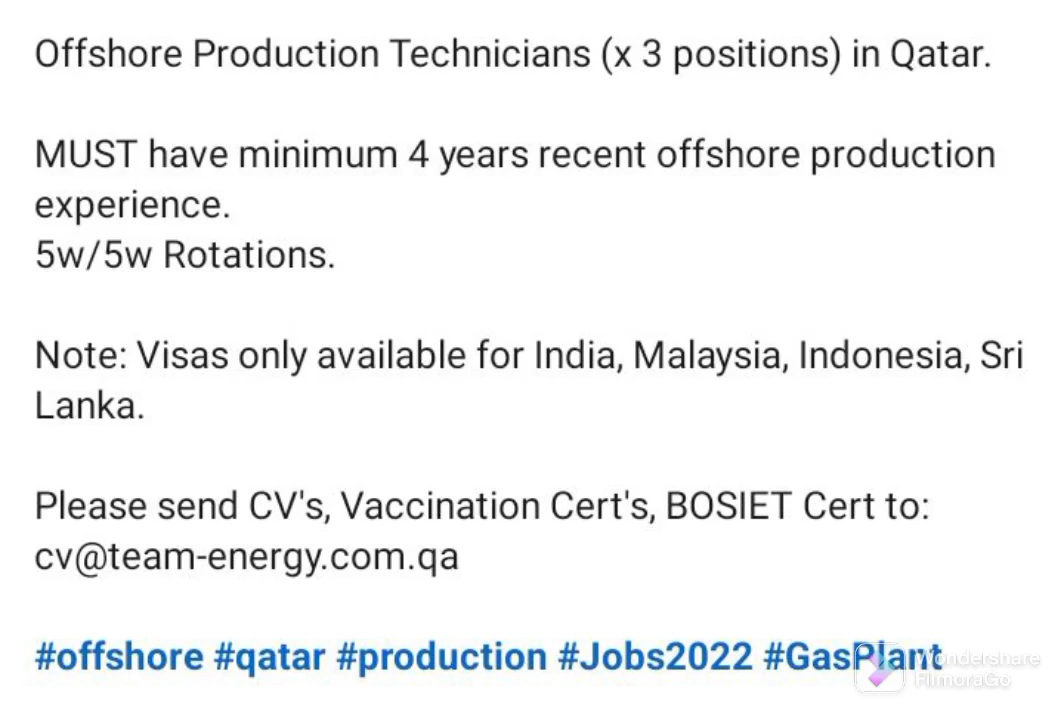 Offshore Production Technicians (x 3 positions) in Qatar.
MUST have minimum 4 years recent offshore production
experience.
5w/5w Rotations.
Note: Visas only available for India, Malaysia, Indonesia, Sri
Lanka.
Please send CV's, Vaccination Cert's, BOSIET Cert to:
cv@team-energy.com.qa
#offshore #qatar #production #Jobs2022 #GasPlant
Wondershare
FilmoraGo